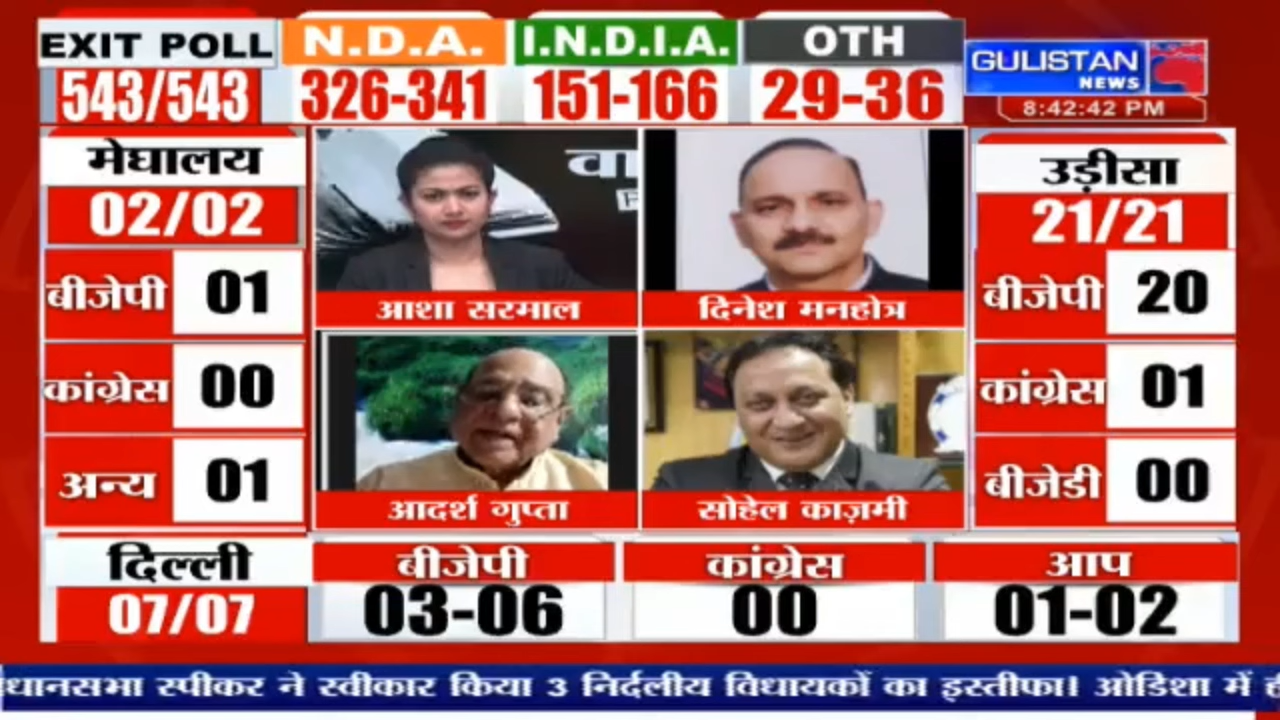 EXIT POLL N.D.A. I.N.D.I.A. OTH
543/543 326-341 151-166 29-36
GULISTAN
NEWS
8:42:42 PM
मेघालय
02/02
बीजेपी 01
कांग्रेस 00
अन्य 01
वा
आशा सरमाल
दिनेश मनहोत्र
आदर्श गुप्ता
सोहेल काज़मी
उड़ीसा
21/21
बीजेपी 20
कांग्रेस 01
बीजेडी 00
दिल्ली बीजेपी कांग्रेस आप
07/07 03-06 00 01-02
धानसभा स्पीकर ने स्वीकार किया 3 निर्दलीय विधायकों का इस्तीफा। ओडिशा में